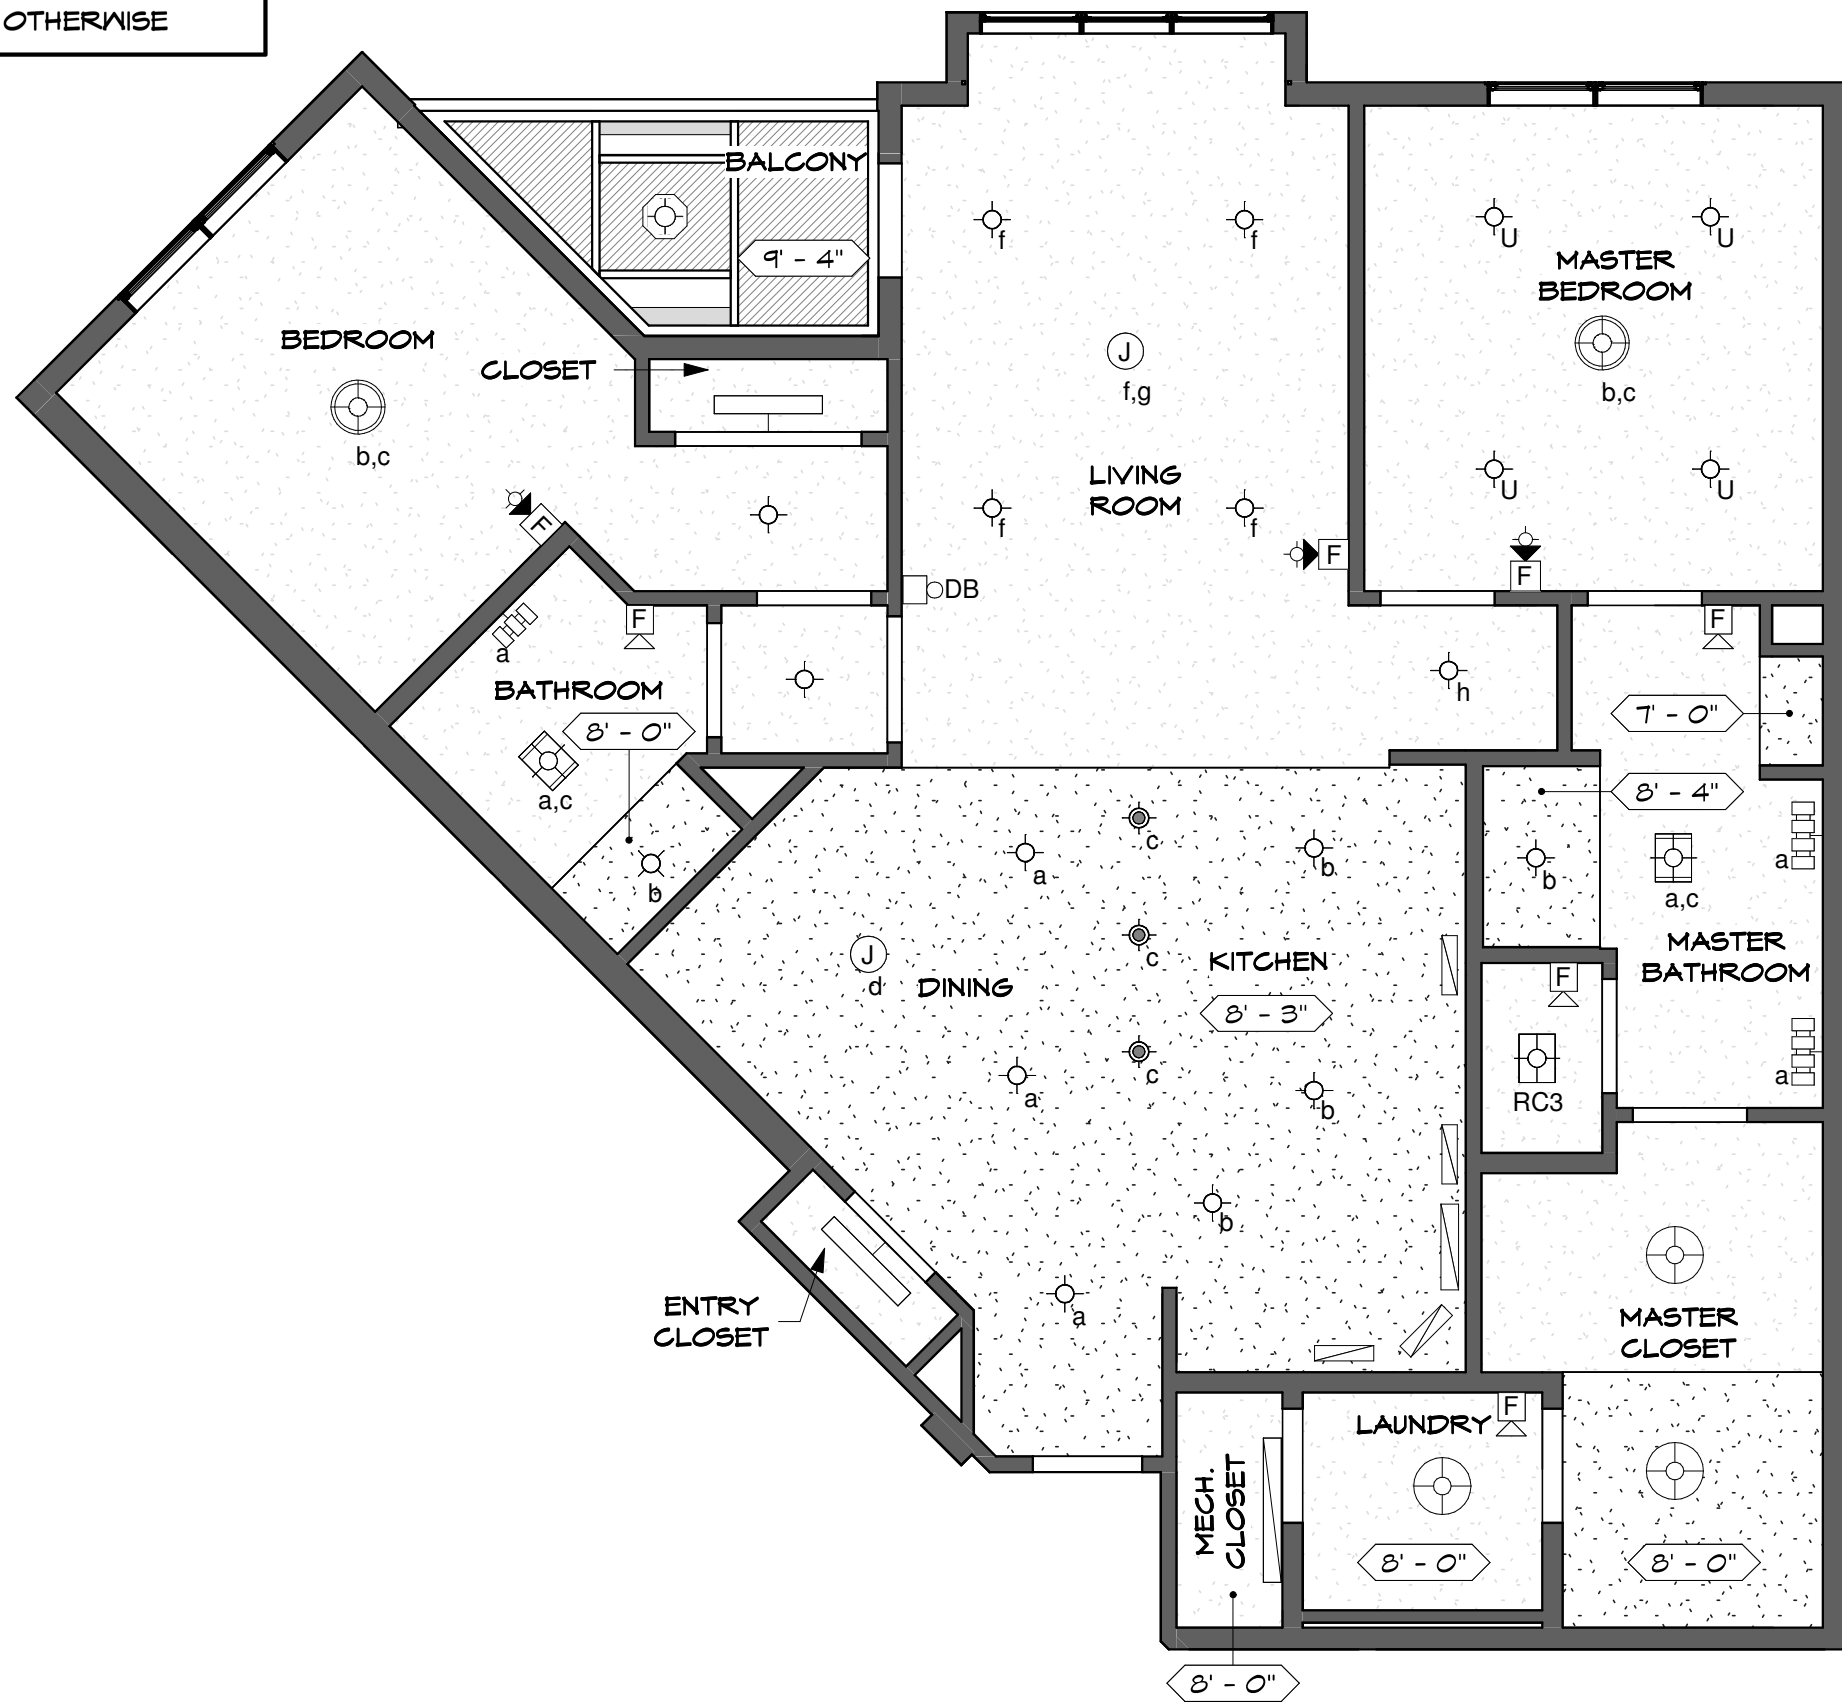 OTHERWISE
BALCONY
9' - 4"
f
f
U
U
MASTER
BEDROOM
b,c
BEDROOM
b,c
CLOSET
J
f,g
LIVING
ROOM
f
f
U
U
F
F
F
DB
a
F
BATHROOM
8' - 0"
a,c
b
h
F
7' - 0"
8' - 4"
b
a,c
a
MASTER
BATHROOM
a
F
RC3
c
a
b
c
J
d
DINING
KITCHEN
8' - 3"
c
a
b
b
a
ENTRY
CLOSET
MASTER
CLOSET
LAUNDRY
F
MECH.
CLOSET
8' - 0"
8' - 0"
8' - 0"